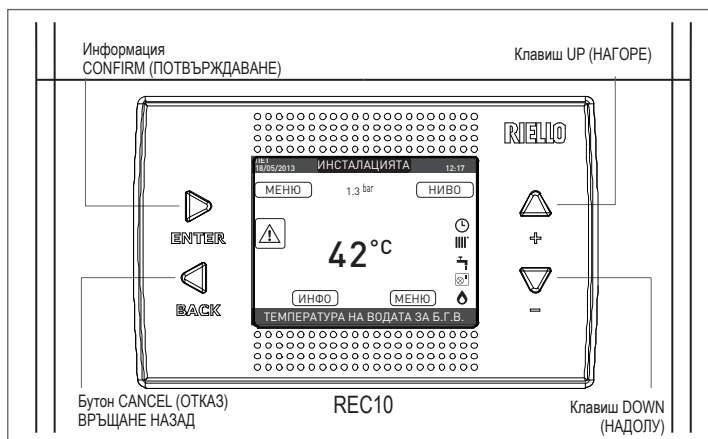 Информация
CONFIRM (ПОТВЪРЖДАВАНЕ)
Клавиш UP (НАГОРЕ)
RIELLO
ПЕТ
18/05/2013 ИНСТАЛАЦИЯТА 12:17
МЕНЮ 1.3 bar НИВО
ENTER
+
42°C
BACK
−
ИНФО МЕНЮ
ТЕМПЕРАТУРА НА ВОДАТА ЗА Б.Г.В.
Бутон CANCEL (ОТКАЗ)
ВРЪЩАНЕ НАЗАД
REC10
Клавиш DOWN
(НАДОЛУ)